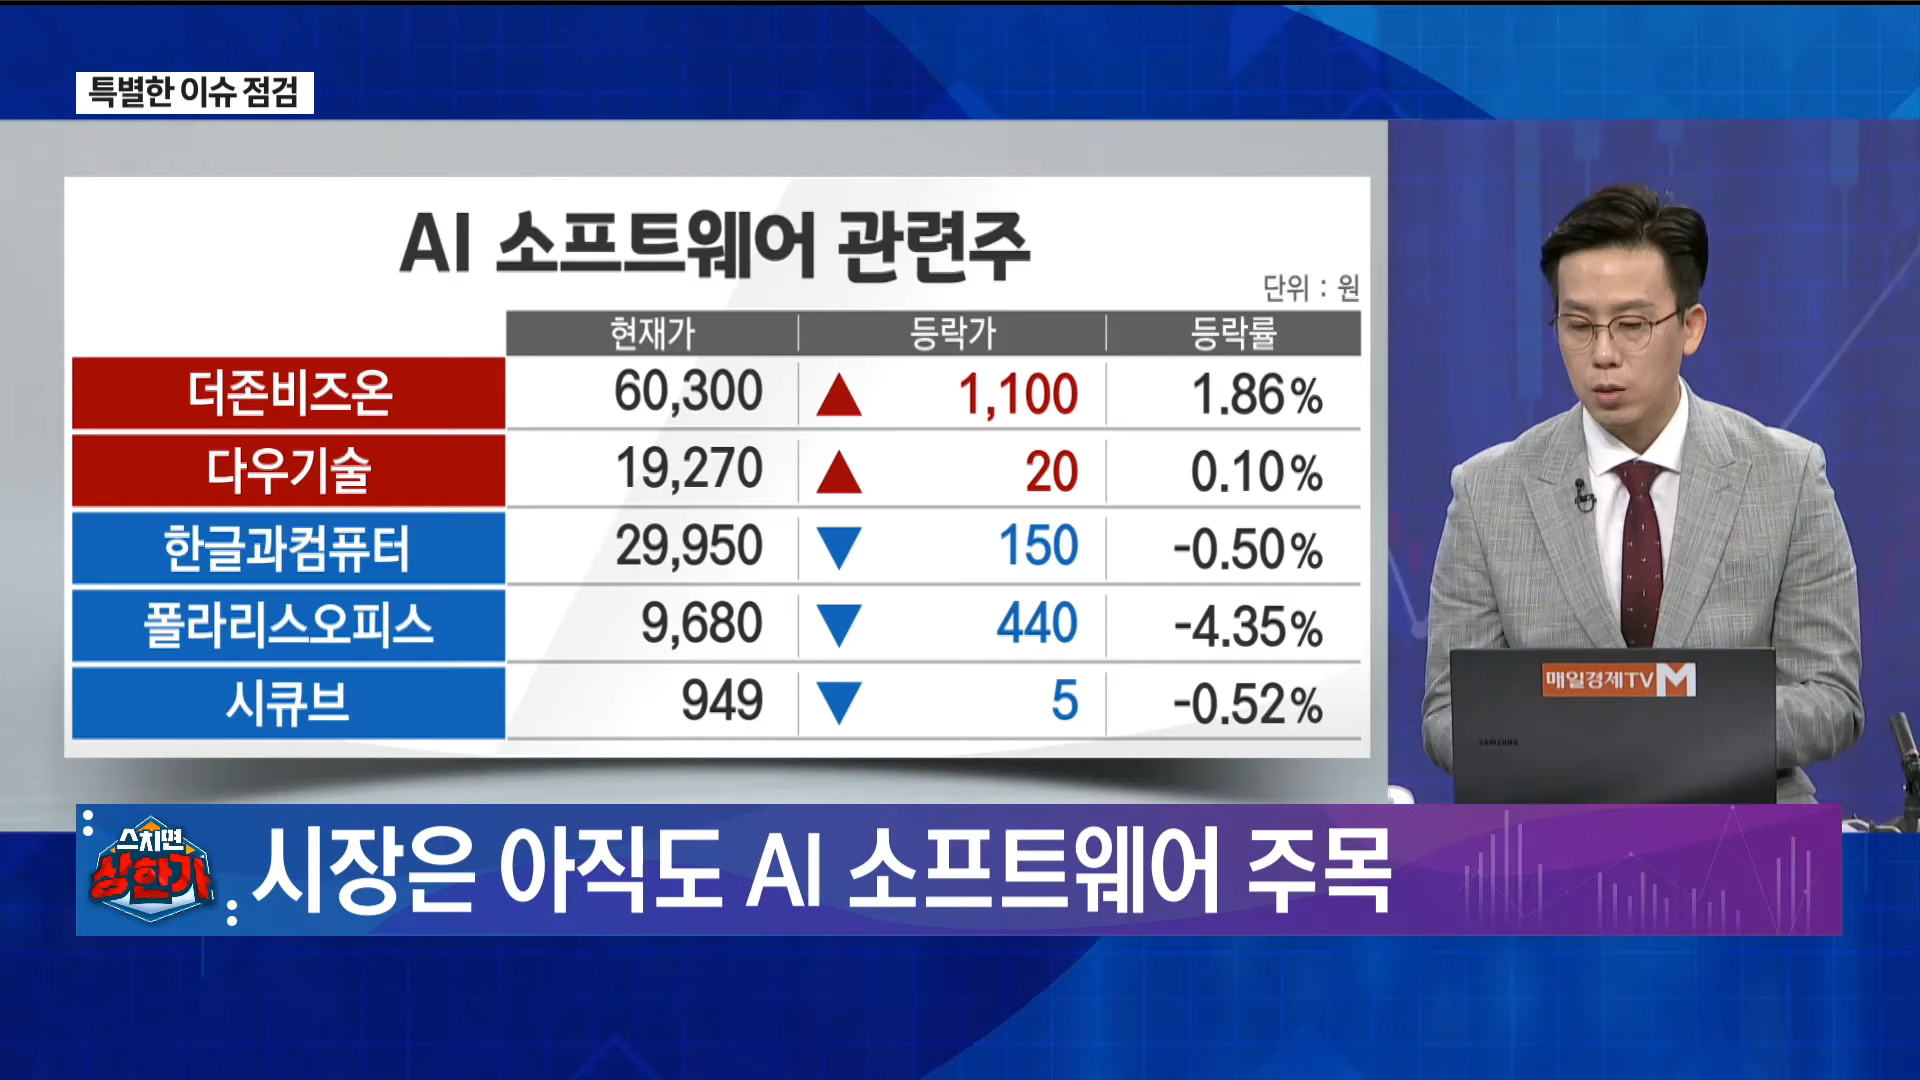 특별한 이슈 점검
AI 소프트웨어 관련주
단위 : 원
현재가 등락가 등락률
더존비즈온 60,300 ▲ 1,100 1.86%
다우기술 19,270 ▲ 20 0.10%
한글과컴퓨터 29,950 ▼ 150 -0.50%
폴라리스오피스 9,680 ▼ 440 -4.35%
시큐브 949 ▼ 5 -0.52%
매일경제TV M
SAMSUNG
스치면
상한가
시장은 아직도 AI 소프트웨어 주목